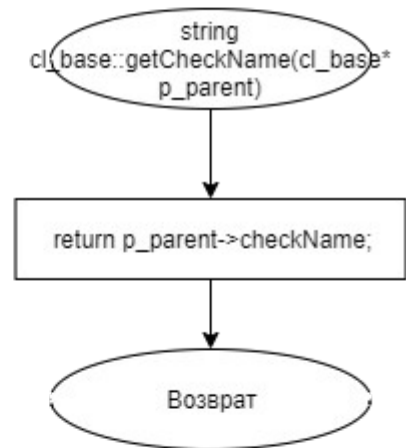 string
cl_base::getCheckName(cl_base*
p_parent)
return p_parent->checkName;
Возврат